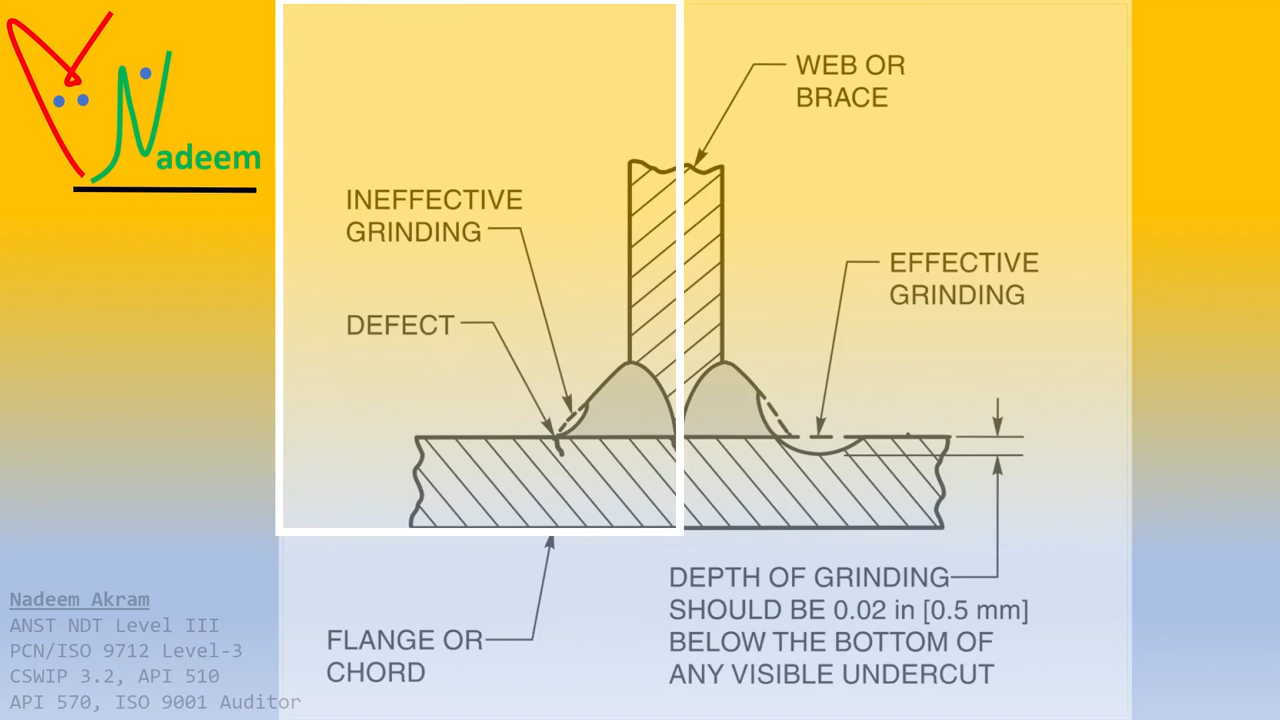 Nadeem
WEB OR
BRACE
INEFFECTIVE
GRINDING
EFFECTIVE
GRINDING
DEFECT
DEPTH OF GRINDING
SHOULD BE 0.02 in [0.5 mm]
BELOW THE BOTTOM OF
ANY VISIBLE UNDERCUT
FLANGE OR
CHORD
Nadeem Akram
ANST NDT Level III
PCN/ISO 9712 Level-3
CSWIP 3.2, API 510
API 570, ISO 9001 Auditor